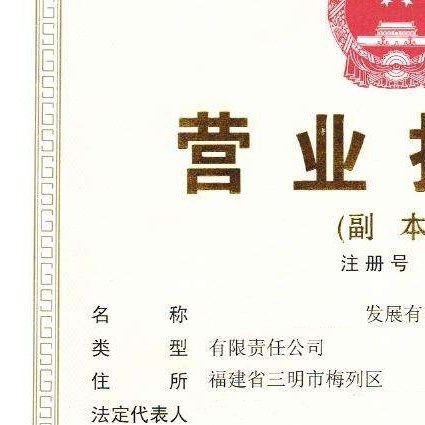 营业
(副 本
注册号
名 称 发展有
类 型 有限责任公司
住 所 福建省三明市梅列区
法定代表人